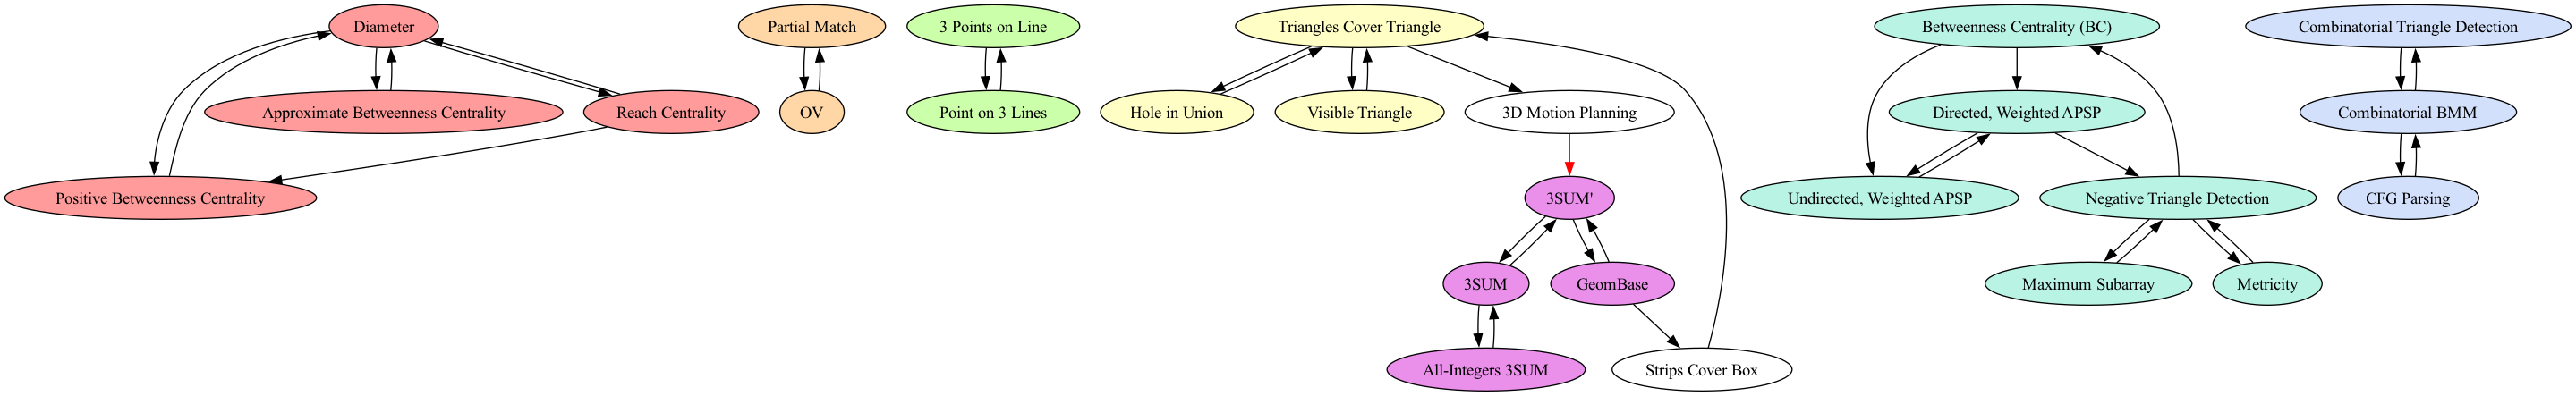 Diameter
Partial Match
3 Points on Line
Triangles Cover Triangle
Betweenness Centrality (BC)
Combinatorial Triangle Detection
Approximate Betweenness Centrality
Reach Centrality
OV
Point on 3 Lines
Hole in Union
Visible Triangle
3D Motion Planning
Directed, Weighted APSP
Combinatorial BMM
Positive Betweenness Centrality
3SUM'
Undirected, Weighted APSP
Negative Triangle Detection
CFG Parsing
3SUM
GeomBase
Maximum Subarray
Metricity
All-Integers 3SUM
Strips Cover Box